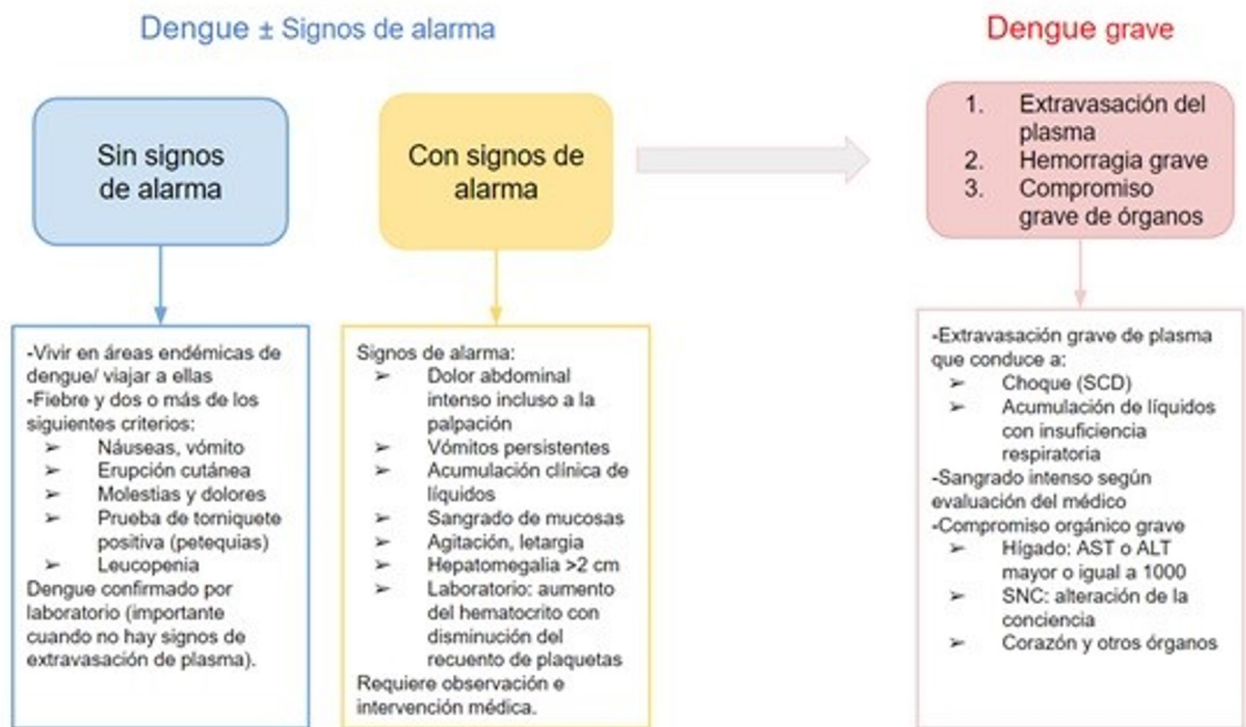 Dengue ± Signos de alarma
Dengue grave
Sin signos
de alarma
Con signos de
alarma
1. Extravasación del
plasma
2. Hemorragia grave
3. Compromiso
grave de órganos
-Vivir en áreas endémicas de
dengue/ viajar a ellas
-Fiebre y dos o más de los
siguientes criterios:
➢ Náuseas, vómito
➢ Erupción cutánea
➢ Molestias y dolores
➢ Prueba de torniquete
positiva (petequias)
➢ Leucopenia
Dengue confirmado por
laboratorio (importante
cuando no hay signos de
extravasación de plasma).
Signos de alarma:
➢ Dolor abdominal
intenso incluso a la
palpación
➢ Vómitos persistentes
➢ Acumulación clínica de
líquidos
➢ Sangrado de mucosas
➢ Agitación, letargia
➢ Hepatomegalia >2 cm
➢ Laboratorio: aumento
del hematocrito con
disminución del
recuento de plaquetas
Requiere observación e
intervención médica.
-Extravasación grave de plasma
que conduce a:
➢ Choque (SCD)
➢ Acumulación de líquidos
con insuficiencia
respiratoria
-Sangrado intenso según
evaluación del médico
-Compromiso orgánico grave
➢ Hígado: AST o ALT
mayor o igual a 1000
➢ SNC: alteración de la
conciencia
➢ Corazón y otros órganos